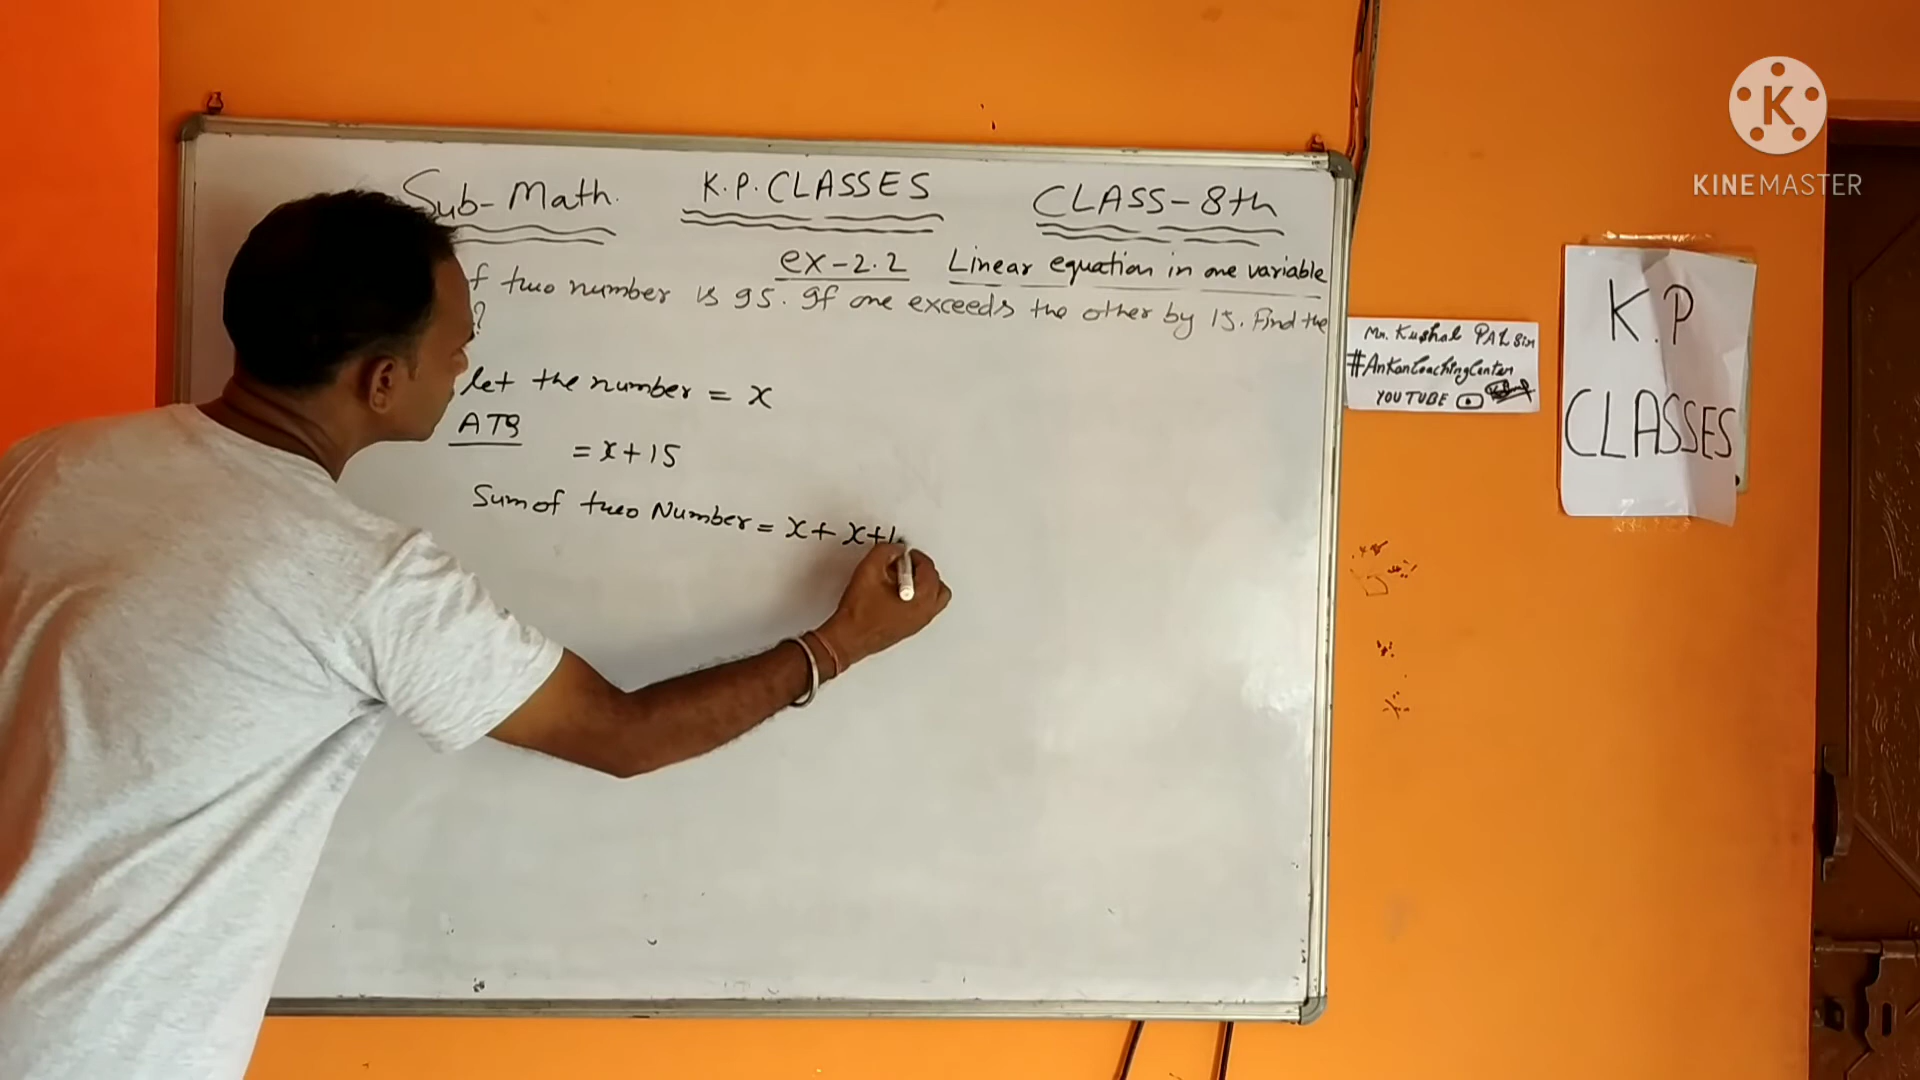 Sub-Math. K.P. CLASSES CLASS-8th
ex-2.2 Linear equation in one variable
f two number is 95. If one exceeds the other by 15. Find the
?
let the number = x
ATQ
= x+15
Sum of two Number = x+ x+1
K
KINEMASTER
Mr. Kushal PAL Sir
#AnkanCoachingCenter
YOUTUBE
K.P
CLASSES